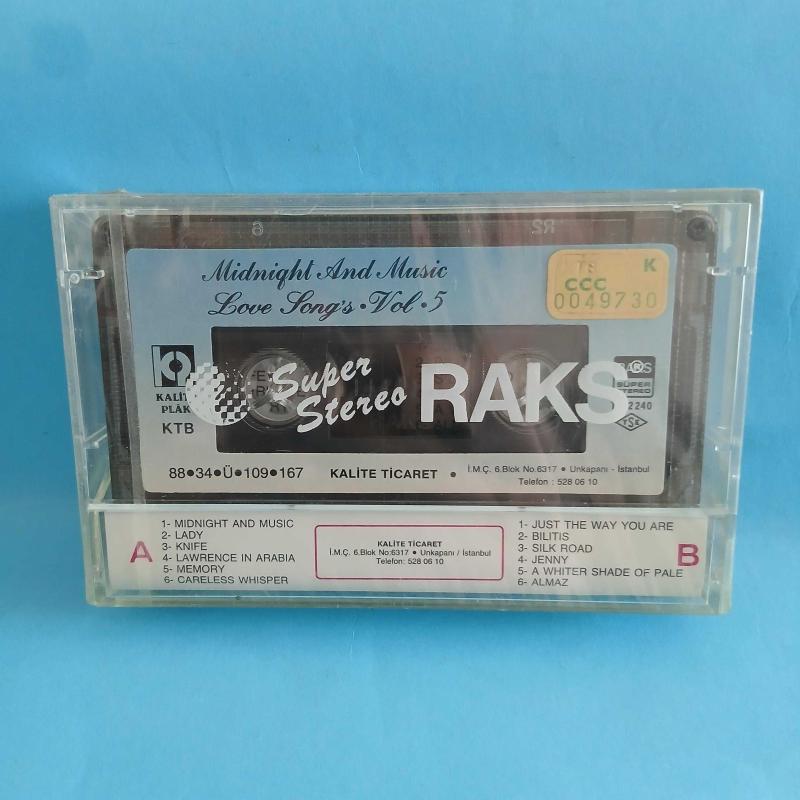 Midnight And Music
Love Song's • Vol • 5
K
CCC
0049730
KALİTE
PLAK
KTB
Super
Stereo
RAKS
RAKS
SÜPER
STEREO
TSE
88●34●Ü●109●167
KALİTE TİCARET • İ.M.Ç. 6.Blok No.6317 • Unkapanı - İstanbul
Telefon : 528 06 10
A
1- MIDNIGHT AND MUSIC
2- LADY
3- KNIFE
4- LAWRENCE IN ARABIA
5- MEMORY
6- CARELESS WHISPER
KALİTE TİCARET
İ.M.Ç. 6.Blok No:6317 • Unkapanı / İstanbul
Telefon: 528 06 10
1- JUST THE WAY YOU ARE
2- BILITIS
3- SILK ROAD
4- JENNY
5- A WHITER SHADE OF PALE
6- ALMAZ
B